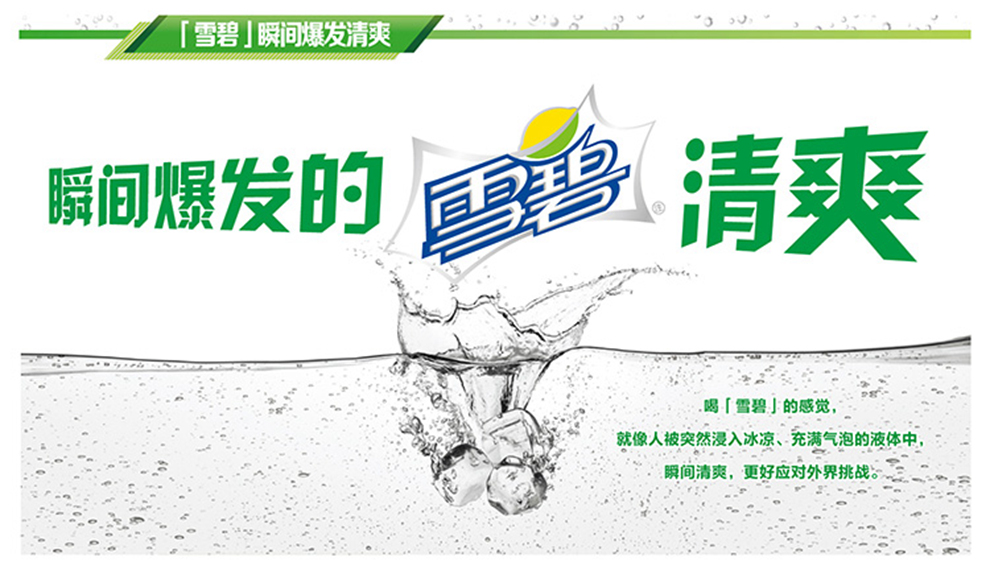 「雪碧」瞬间爆发清爽
瞬间爆发的 雪碧 清爽
喝「雪碧」的感觉，
就像人被突然浸入冰凉、充满气泡的液体中，
瞬间清爽，更好应对外界挑战。